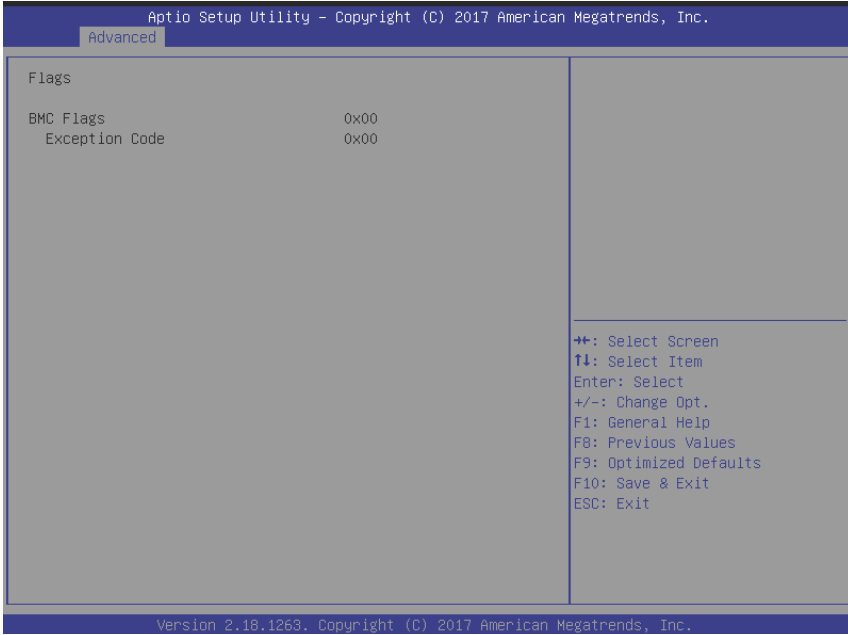 Aptio Setup Utility – Copyright (C) 2017 American Megatrends, Inc.
Advanced
Flags
BMC Flags 0x00
Exception Code 0x00
→←: Select Screen
↑↓: Select Item
Enter: Select
+/-: Change Opt.
F1: General Help
F8: Previous Values
F9: Optimized Defaults
F10: Save & Exit
ESC: Exit
Version 2.18.1263. Copyright (C) 2017 American Megatrends, Inc.